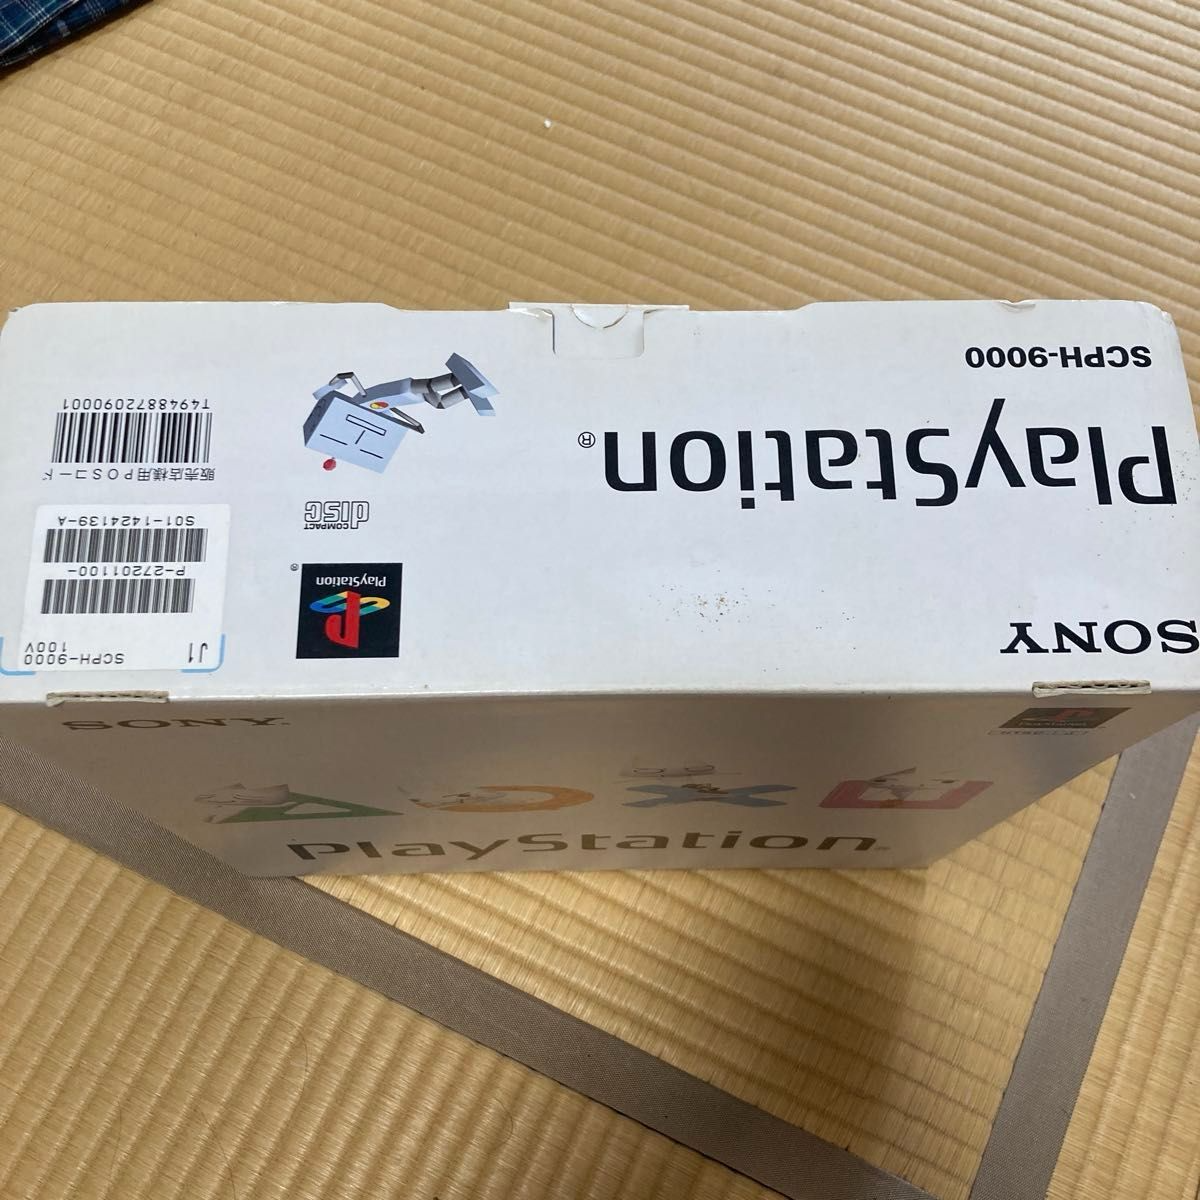 SONY
PlayStation®
SCPH-9000
PlayStation
®
COMPACT
disc
J1
SCPH-9000
100V
P-27201100-
S01-1424139-A
販売店様用POSコード
T4948872090001
SONY
PlayStation